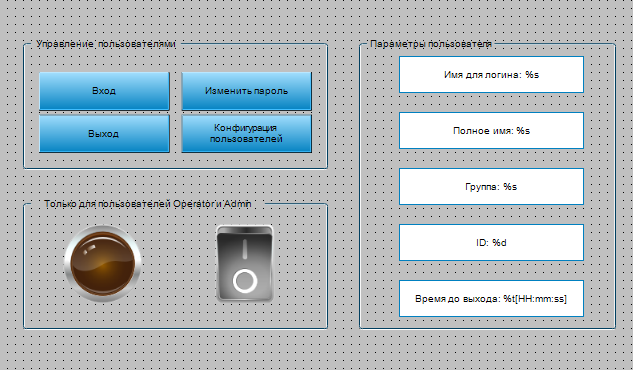 Управление пользователями
Вход
Изменить пароль
Выход
Конфигурация
пользователей
Только для пользователей Operator и Admin
Параметры пользователя
Имя для логина: %s
Полное имя: %s
Группа: %s
ID: %d
Время до выхода: %t[HH:mm:ss]